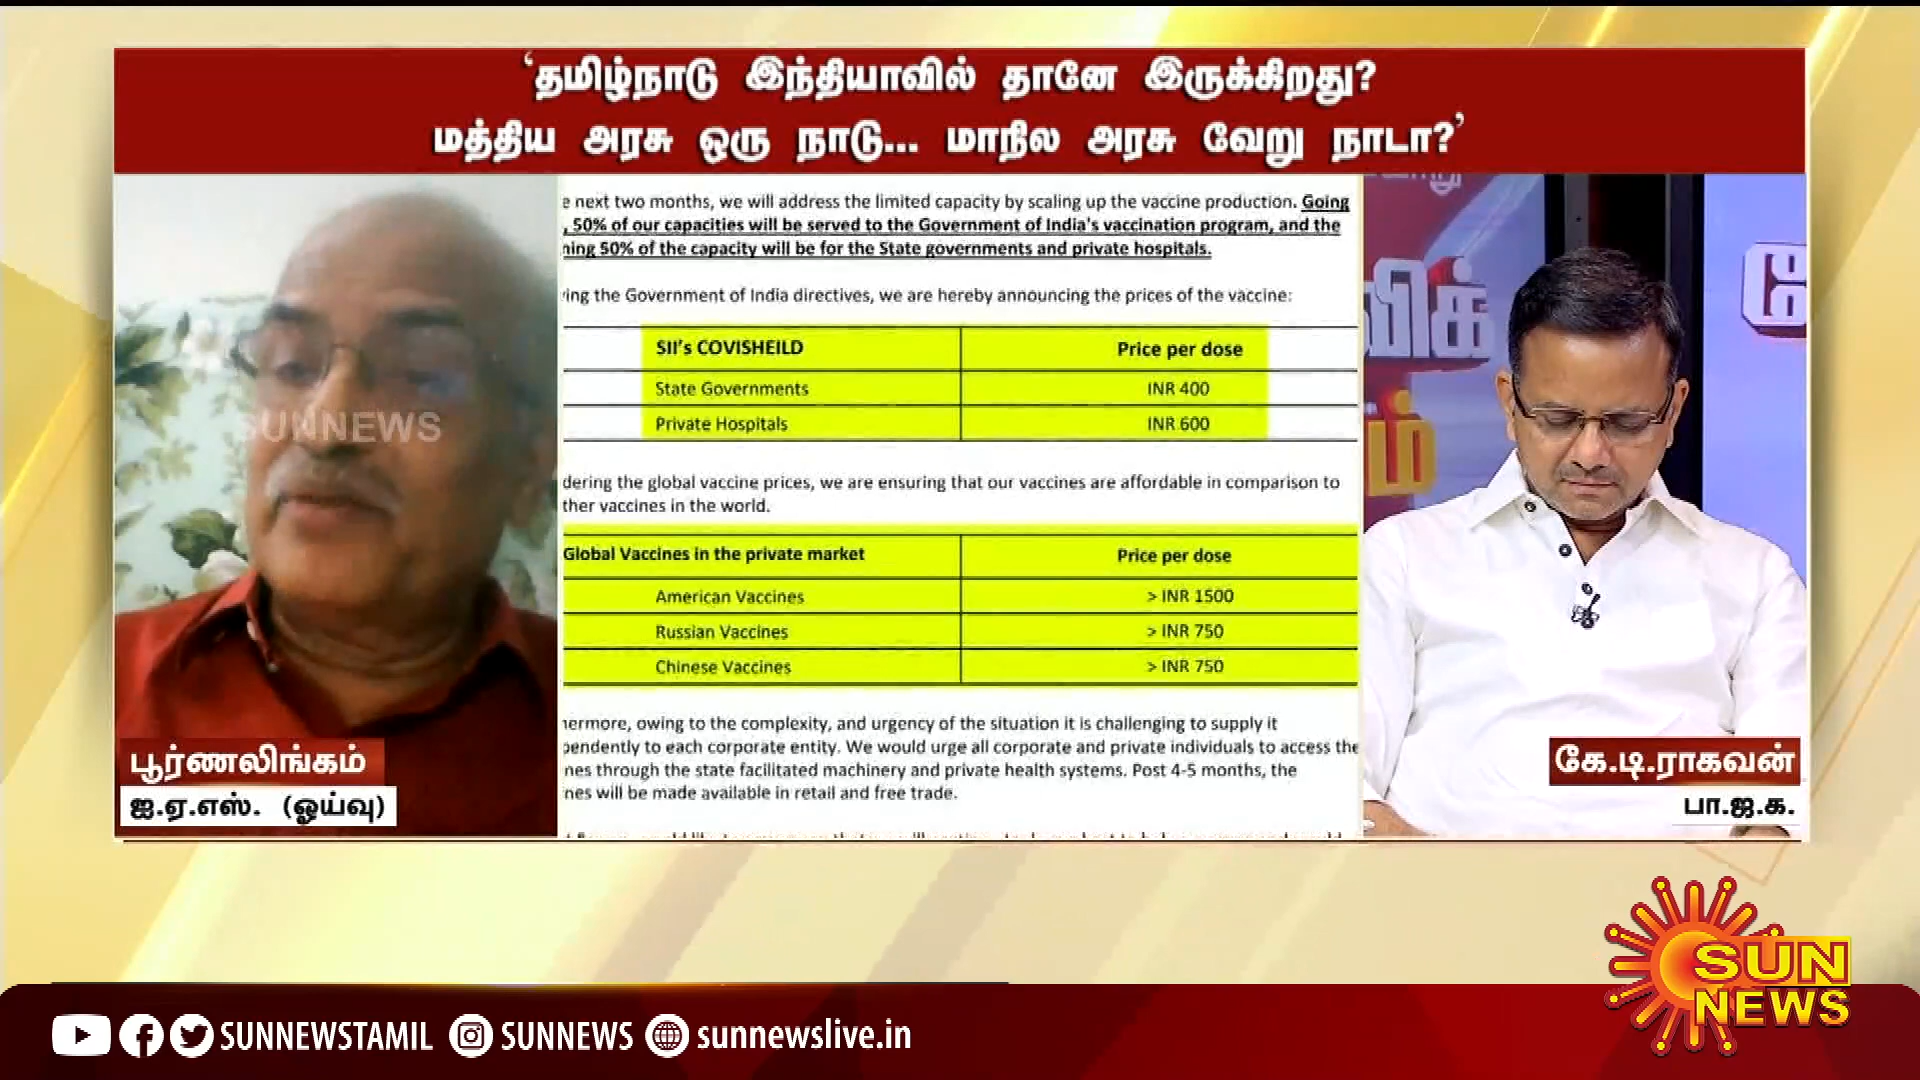 ‘தமிழ்நாடு இந்தியாவில் தானே இருக்கிறது?
மத்திய அரசு ஒரு நாடு... மாநில அரசு வேறு நாடா?’
e next two months, we will address the limited capacity by scaling up the vaccine production. Going
, 50% of our capacities will be served to the Government of India's vaccination program, and the
ning 50% of the capacity will be for the State governments and private hospitals.
ing the Government of India directives, we are hereby announcing the prices of the vaccine:
SII's COVISHEILD Price per dose
State Governments INR 400
Private Hospitals INR 600
dering the global vaccine prices, we are ensuring that our vaccines are affordable in comparison to
ther vaccines in the world.
Global Vaccines in the private market Price per dose
American Vaccines > INR 1500
Russian Vaccines > INR 750
Chinese Vaccines > INR 750
hermore, owing to the complexity, and urgency of the situation it is challenging to supply it
pendently to each corporate entity. We would urge all corporate and private individuals to access the
nes through the state facilitated machinery and private health systems. Post 4-5 months, the
nes will be made available in retail and free trade.
SUNNEWS
பூர்ணலிங்கம்
ஐ.ஏ.எஸ். (ஓய்வு)
கே.டி.ராகவன்
பா.ஜ.க.
SUN
NEWS
SUNNEWSTAMIL SUNNEWS sunnewslive.in